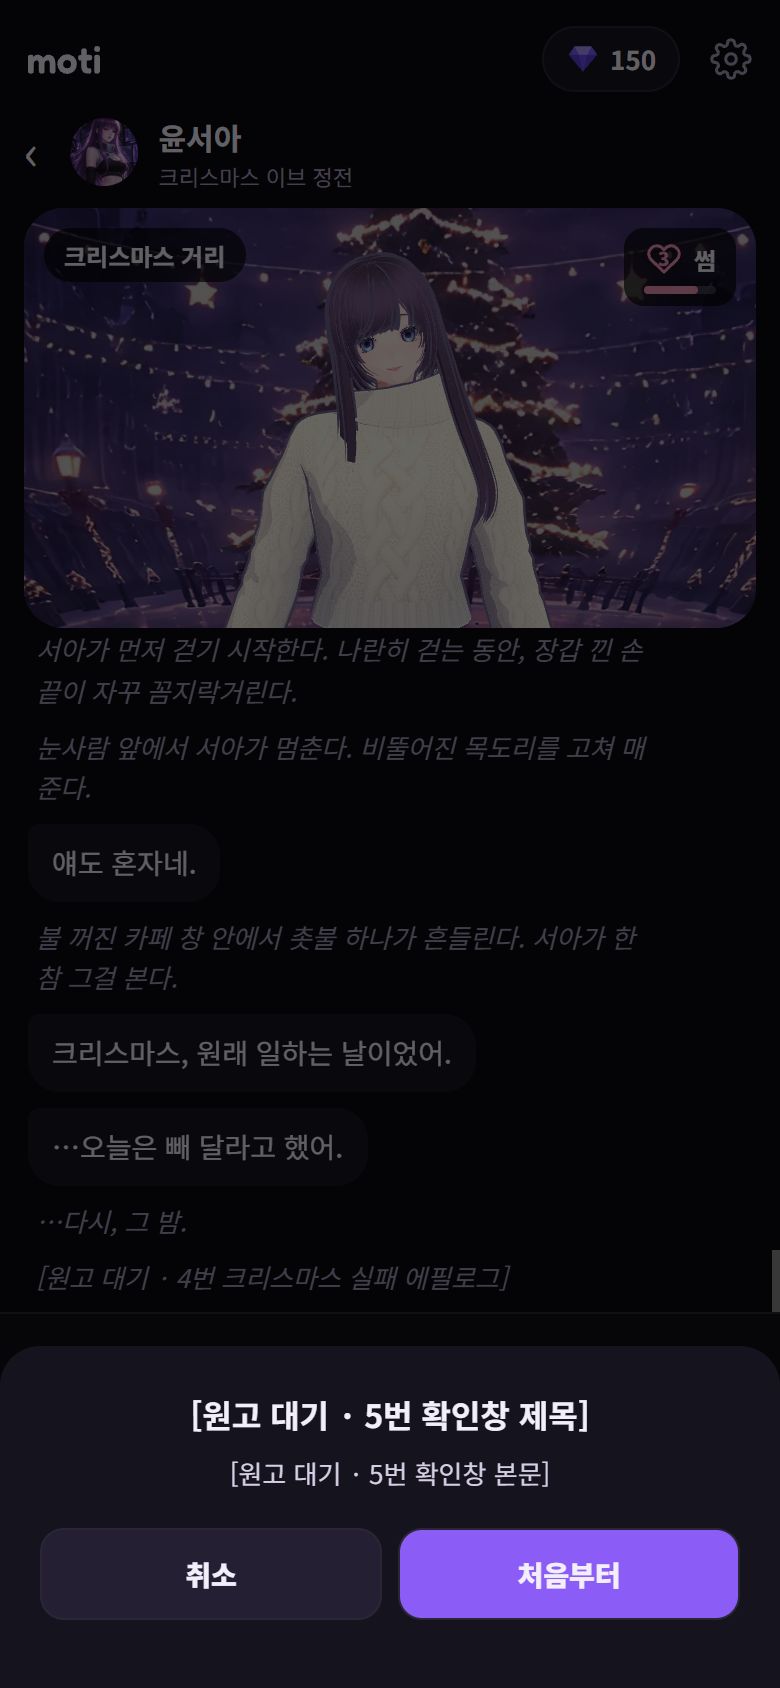 moti
150
윤서아
크리스마스 이브 정전
크리스마스 거리
3 썸
서아가 먼저 걷기 시작한다. 나란히 걷는 동안, 장갑 낀 손
끝이 자꾸 꼼지락거린다.
눈사람 앞에서 서아가 멈춘다. 비뚤어진 목도리를 고쳐 매
준다.
얘도 혼자네.
불 꺼진 카페 창 안에서 촛불 하나가 흔들린다. 서아가 한
참 그걸 본다.
크리스마스, 원래 일하는 날이었어.
…오늘은 빼 달라고 했어.
…다시, 그 밤.
[원고 대기 · 4번 크리스마스 실패 에필로그]
[원고 대기 · 5번 확인창 제목]
[원고 대기 · 5번 확인창 본문]
취소
처음부터